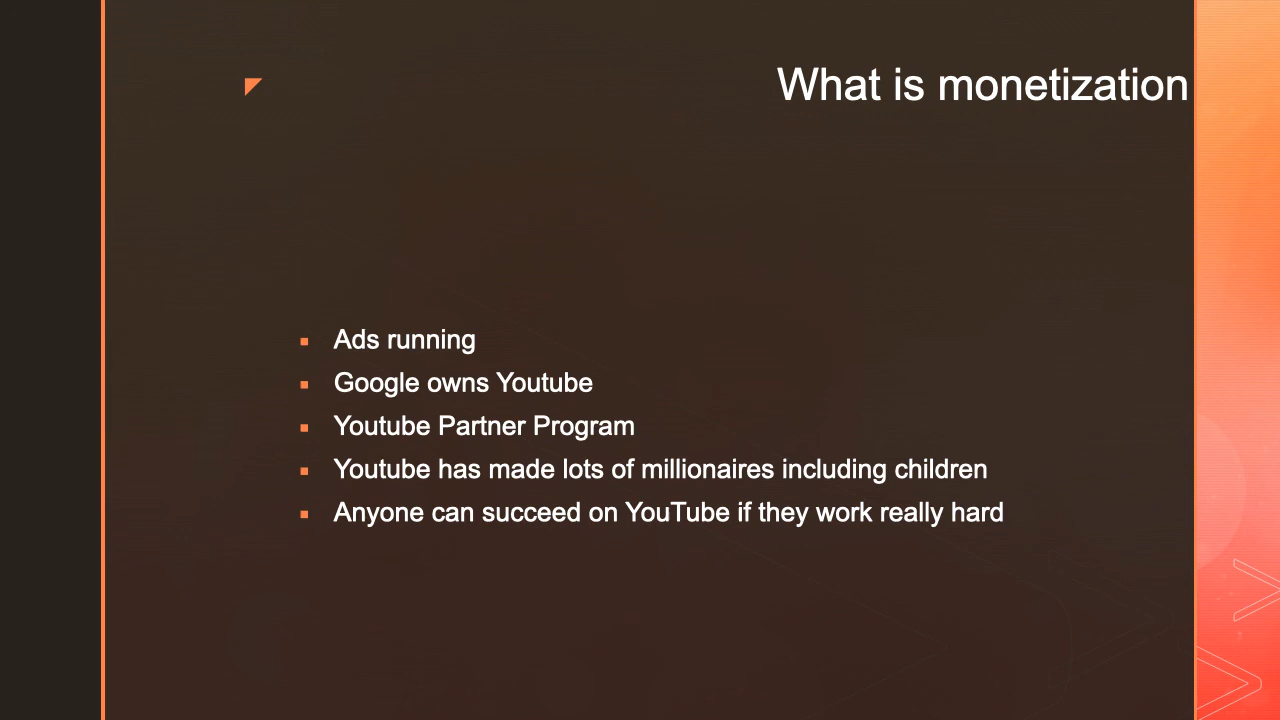 What is monetization
Ads running
Google owns Youtube
Youtube Partner Program
Youtube has made lots of millionaires including children
Anyone can succeed on YouTube if they work really hard